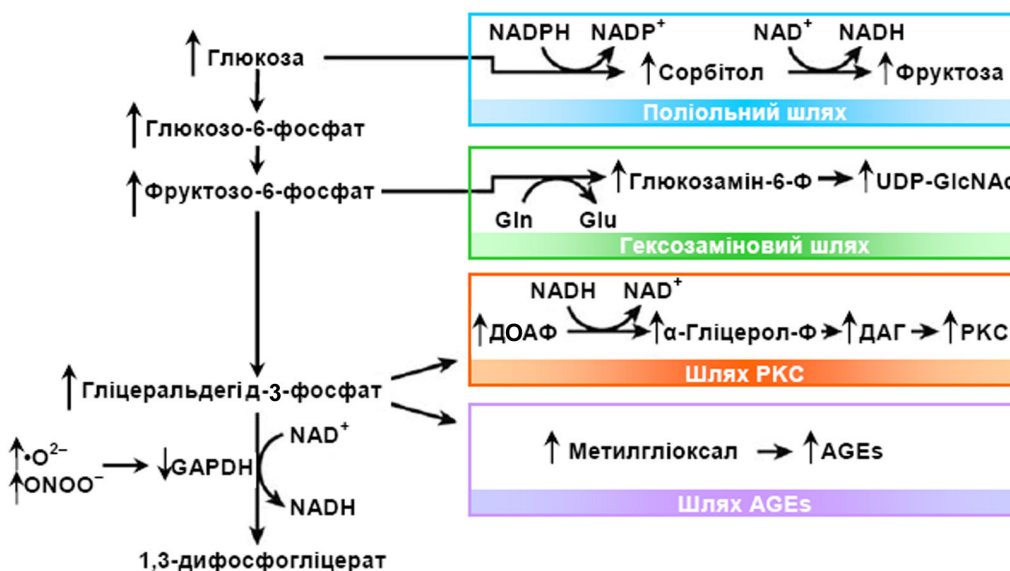 ↑ Глюкоза
↑ Глюкозо-6-фосфат
↑ Фруктозо-6-фосфат
↑ Гліцеральдегід-3-фосфат
↑ •O²⁻
↑ ONOO⁻
↓ GAPDH
NAD⁺
NADH
1,3-дифосфогліцерат
NADPH NADP⁺ NAD⁺ NADH
↑ Сорбітол ↑ Фруктоза
Поліольний шлях
↑ Глюкозамін-6-Ф → ↑ UDP-GlcNAc
Gln Glu
Гексозаміновий шлях
NADH NAD⁺
↑ ДОАФ → ↑ α-Гліцерол-Ф → ↑ ДАГ → ↑ PKC
Шлях PKC
↑ Метилгліоксал → ↑ AGEs
Шлях AGEs